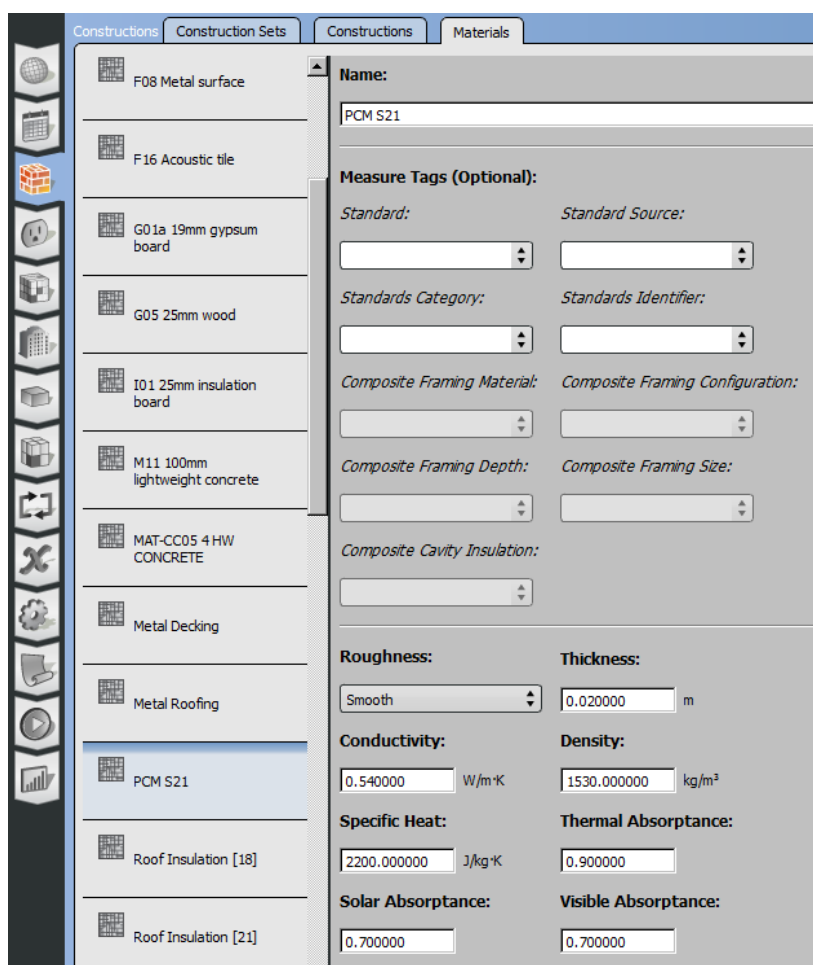 Constructions
Construction Sets
Constructions
Materials
F08 Metal surface
F16 Acoustic tile
G01a 19mm gypsum
board
G05 25mm wood
I01 25mm insulation
board
M11 100mm
lightweight concrete
MAT-CC05 4 HW
CONCRETE
Metal Decking
Metal Roofing
PCM S21
Roof Insulation [18]
Roof Insulation [21]
Name:
PCM S21
Measure Tags (Optional):
Standard: Standard Source:
Standards Category: Standards Identifier:
Composite Framing Material: Composite Framing Configuration:
Composite Framing Depth: Composite Framing Size:
Composite Cavity Insulation:
Roughness: Thickness:
Smooth 0.020000 m
Conductivity: Density:
0.540000 W/m·K 1530.000000 kg/m³
Specific Heat: Thermal Absorptance:
2200.000000 J/kg·K 0.900000
Solar Absorptance: Visible Absorptance:
0.700000 0.700000